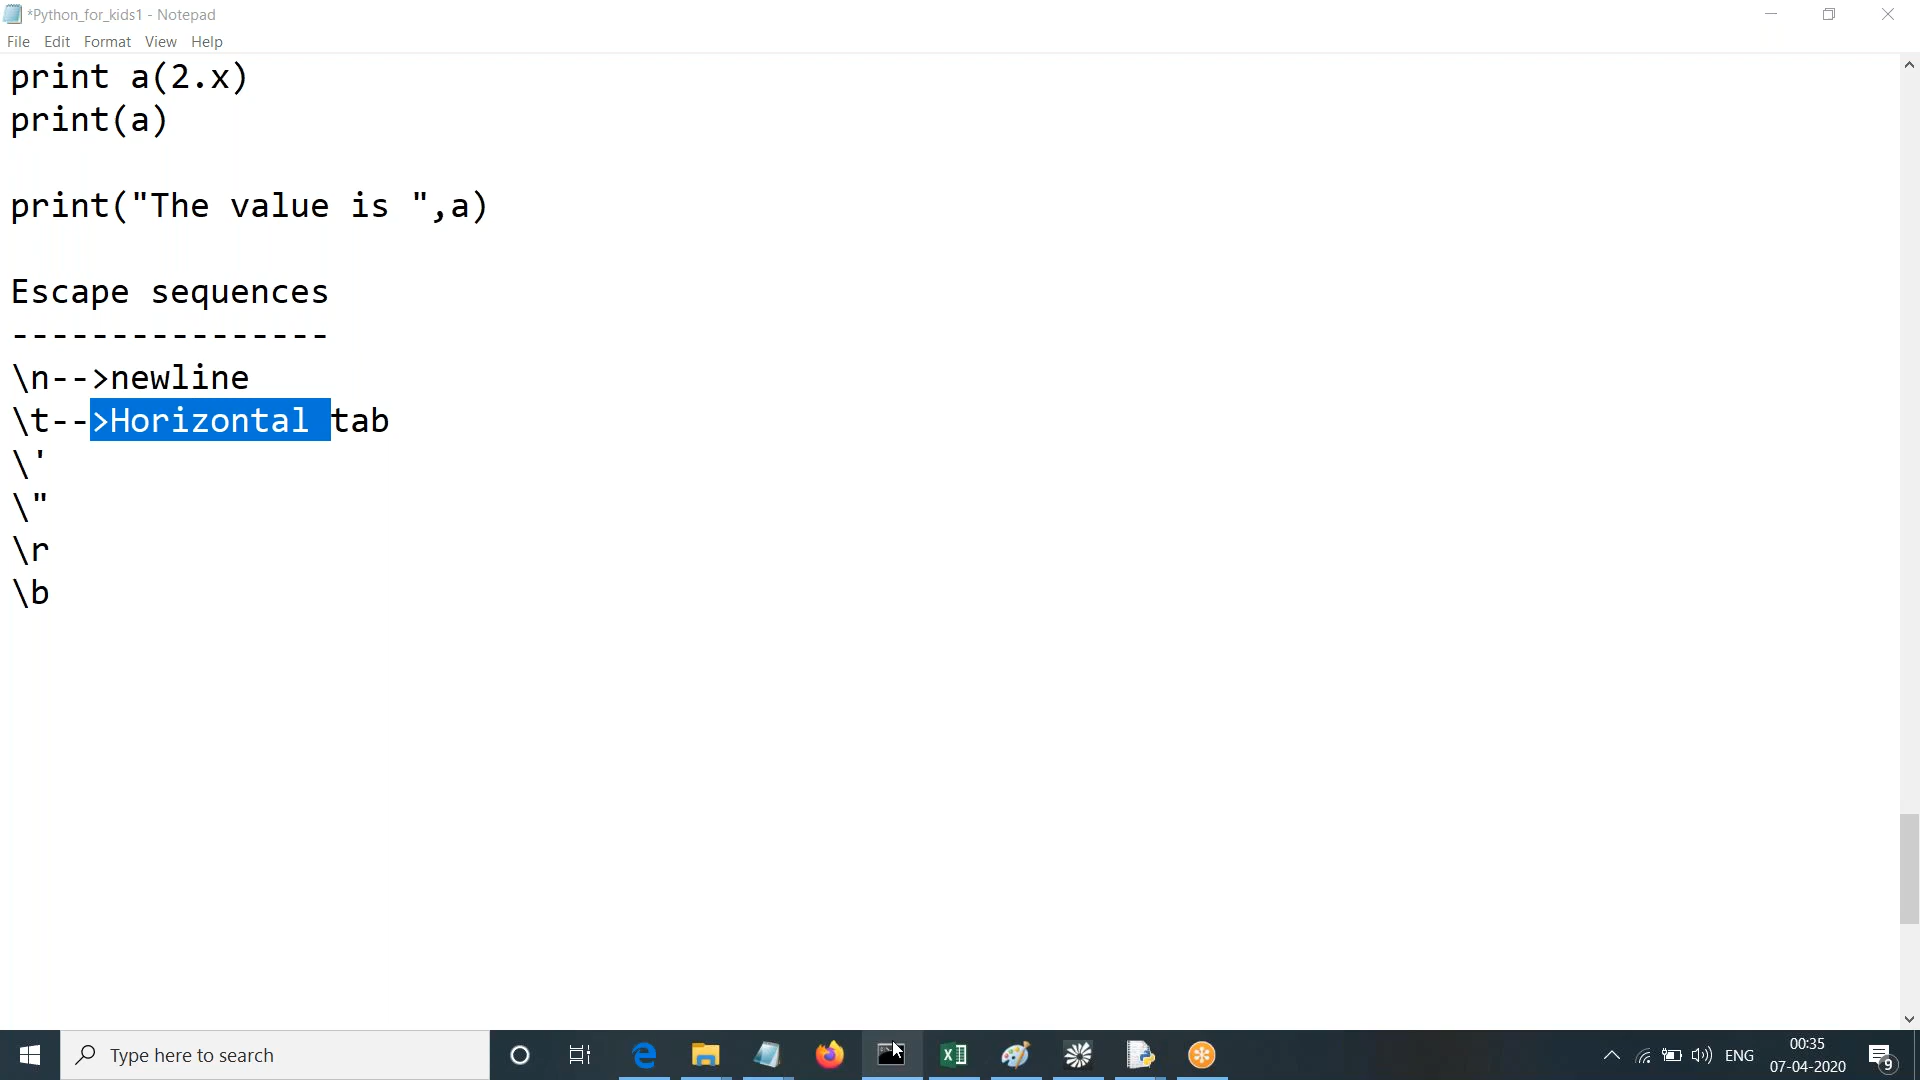 *Python_for_kids1 - Notepad
File Edit Format View Help
print a(2.x)
print(a)
print("The value is ",a)
Escape sequences
----------------
\n-->newline
\t-->Horizontal tab
\'
\"
\r
\b
Type here to search
ENG
00:35
07-04-2020
9